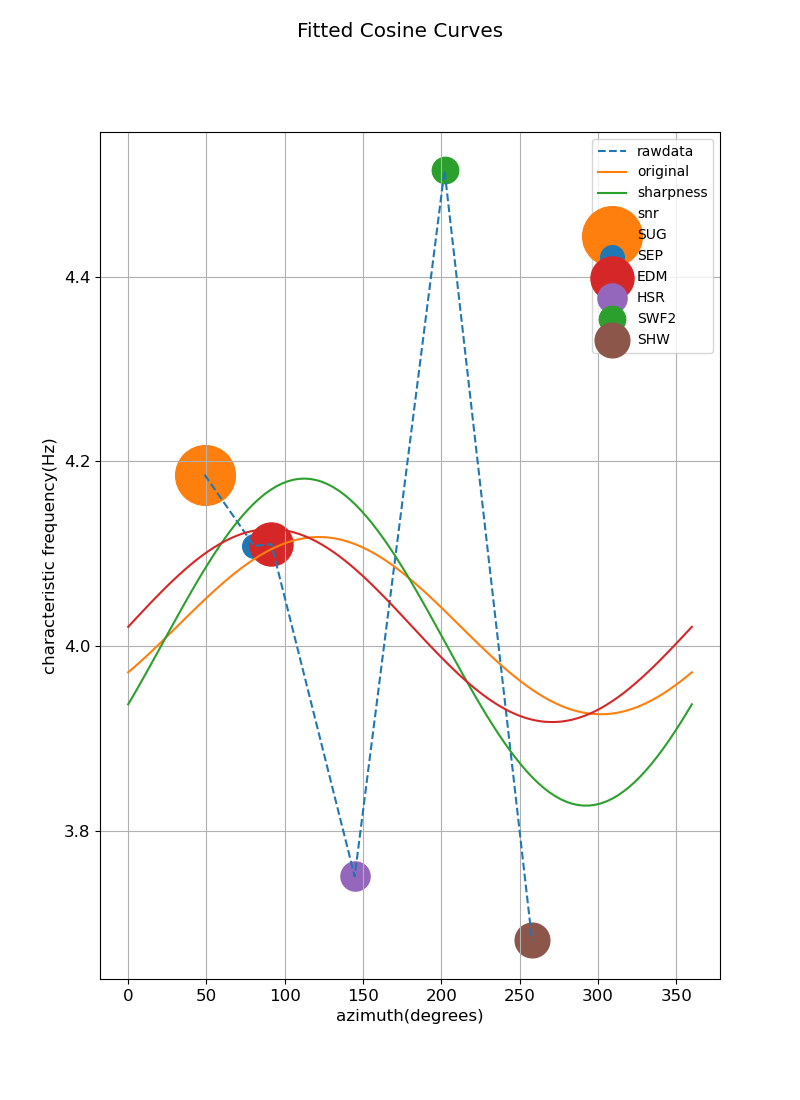 Fitted Cosine Curves
rawdata
original
sharpness
snr
SUG
SEP
EDM
HSR
SWF2
SHW
characteristic frequency(Hz)
4.4
4.2
4.0
3.8
0 50 100 150 200 250 300 350
azimuth(degrees)